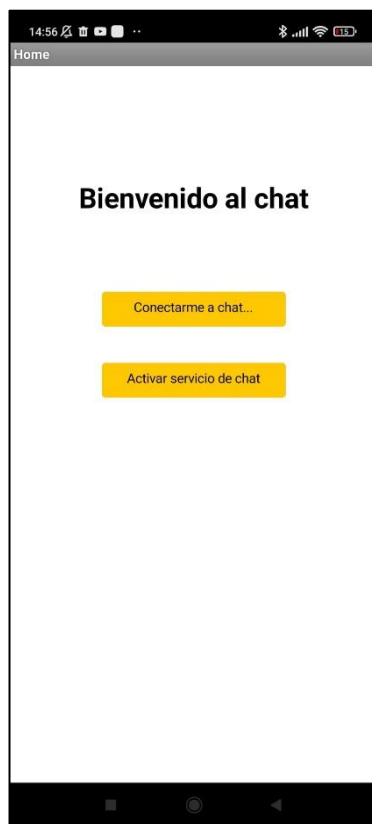 14:56
15
Home
Bienvenido al chat
Conectarme a chat...
Activar servicio de chat